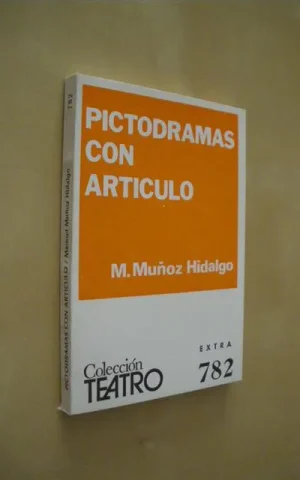 PICTODRAMAS
CON
ARTICULO
M. Muñoz Hidalgo
Colección
TEATRO
EXTRA
782
782
PICTODRAMAS CON ARTICULO / Manuel Muñoz Hidalgo